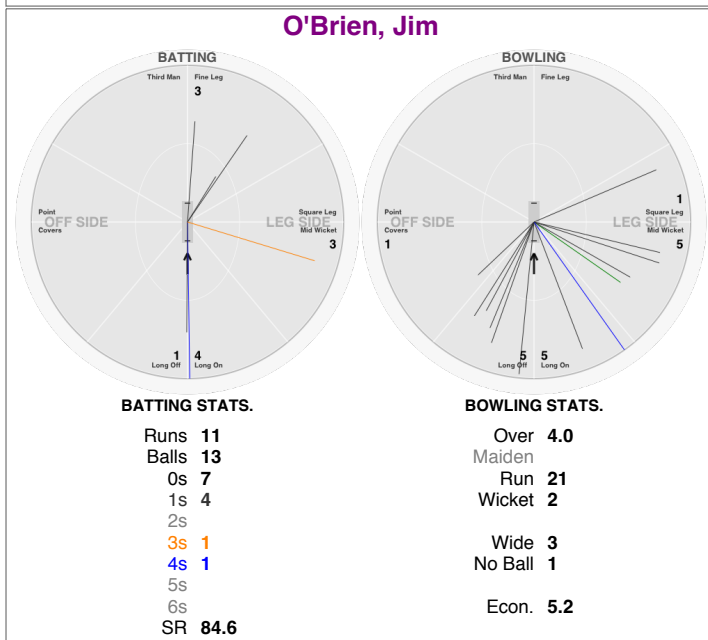 O'Brien, Jim
BATTING
Third Man Fine Leg
3
Point Square Leg
OFF SIDE LEG SIDE
Covers Mid Wicket
3
1 4
Long Off Long On
BOWLING
Third Man Fine Leg
1
Point Square Leg
OFF SIDE LEG SIDE
Covers Mid Wicket
1 5
5 5
Long Off Long On
BATTING STATS.
Runs 11
Balls 13
0s 7
1s 4
2s
3s 1
4s 1
5s
6s
SR 84.6
BOWLING STATS.
Over 4.0
Maiden
Run 21
Wicket 2
Wide 3
No Ball 1
Econ. 5.2